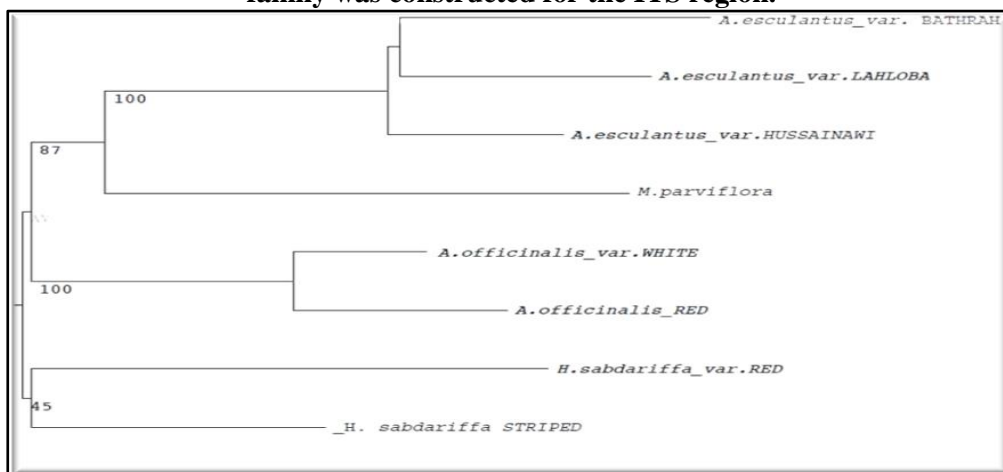 family was constructed for the ITS region.
A.esculantus_var. BATHRAH
A.esculantus_var.LAHLOBA
100
A.esculantus_var.HUSSAINAWI
87
M.parviflora
A.officinalis_var.WHITE
100
A.officinalis_RED
H.sabdariffa_var.RED
45
_H. sabdariffa STRIPED